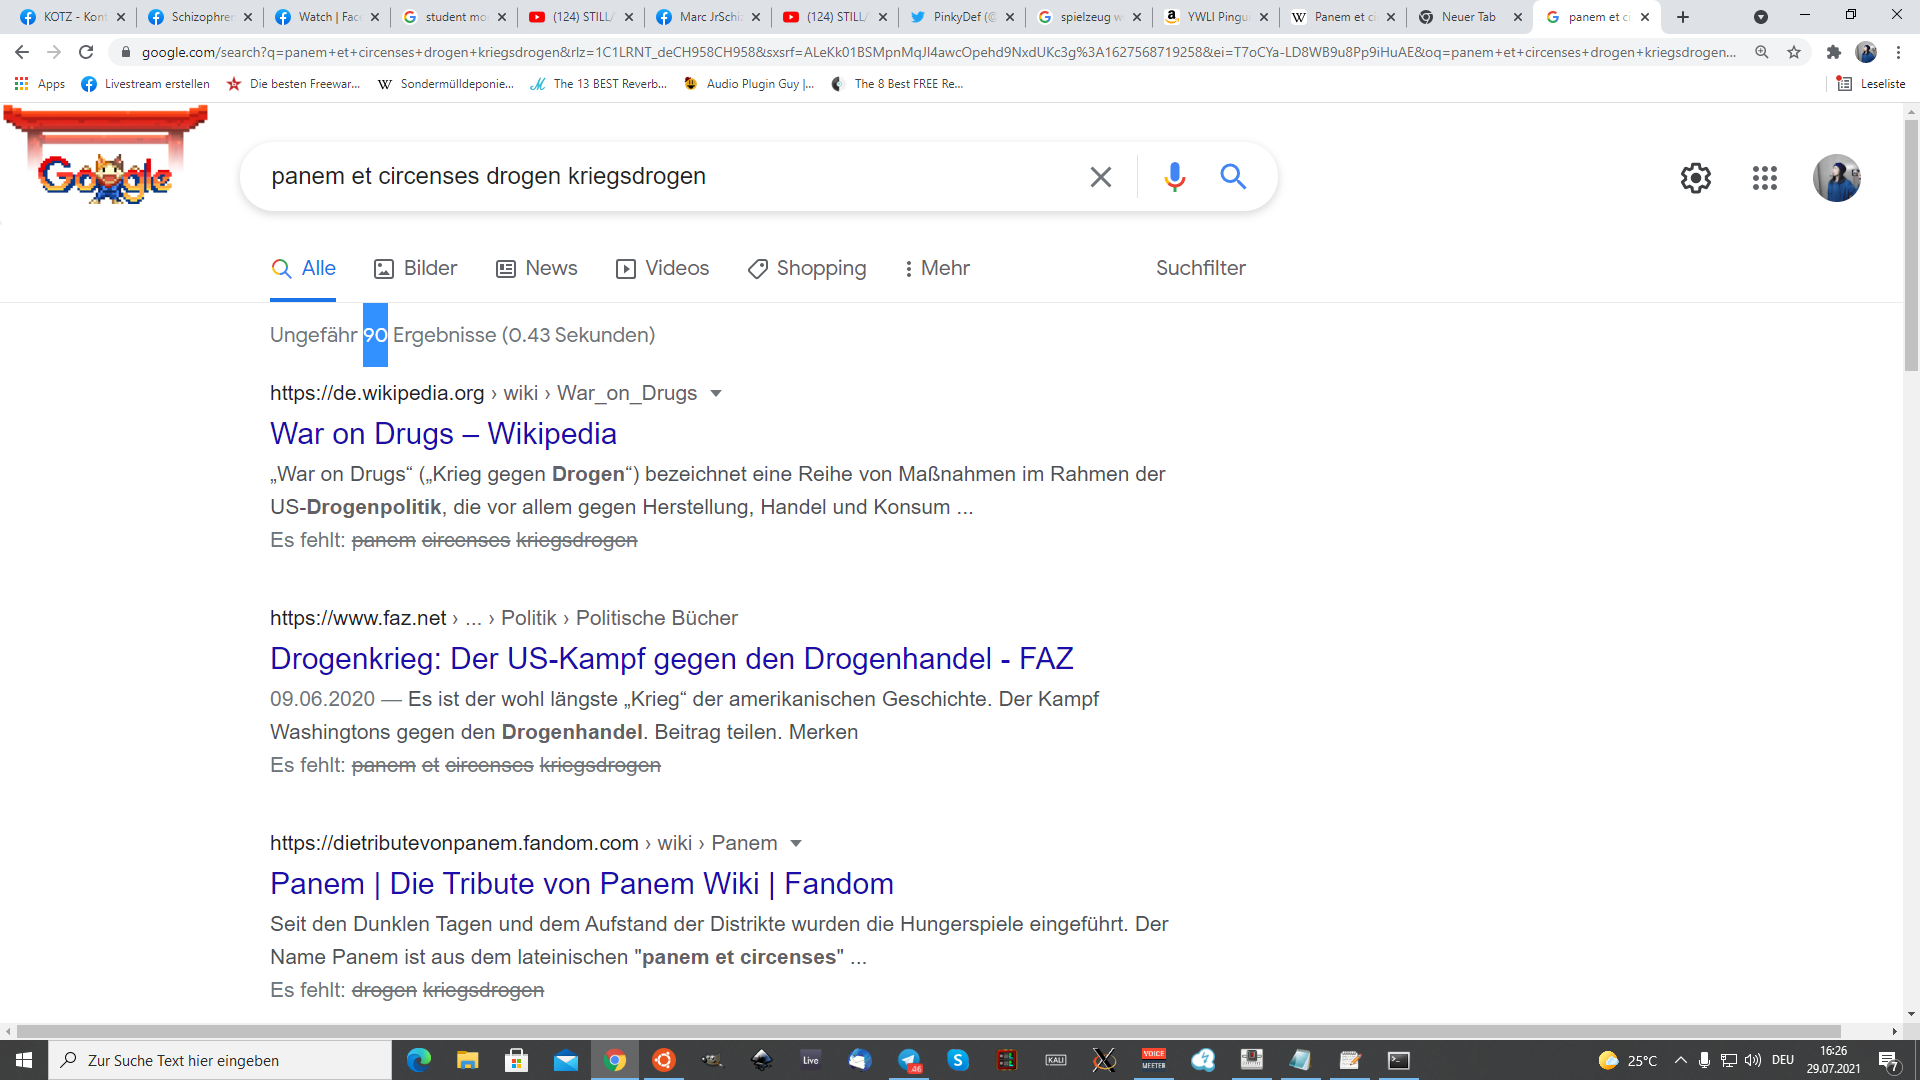 KOTZ - Kont
Schizophren
Watch | Fac
student mo
(124) STILL/
Marc JrSchi
(124) STILL/
PinkyDef (@
spielzeug w
YWLI Pingu
Panem et ci
Neuer Tab
panem et ci
google.com/search?q=panem+et+circenses+drogen+kriegsdrogen&rlz=1C1LRNT_deCH958CH958&sxsrf=ALeKk01BSMpnMqJl4awcOpehd9NxdUKc3g%3A1627568719258&ei=T7oCYa-LD8WB9u8Pp9iHuAE&oq=panem+et+circenses+drogen+kriegsdrogen...
Apps
Livestream erstellen
Die besten Freewar...
Sondermülldeponie...
The 13 BEST Reverb...
Audio Plugin Guy |...
The 8 Best FREE Re...
Leseliste
Google
panem et circenses drogen kriegsdrogen
Alle
Bilder
News
Videos
Shopping
Mehr
Suchfilter
Ungefähr 90 Ergebnisse (0.43 Sekunden)
https://de.wikipedia.org › wiki › War_on_Drugs
War on Drugs – Wikipedia
„War on Drugs“ („Krieg gegen Drogen“) bezeichnet eine Reihe von Maßnahmen im Rahmen der
US-Drogenpolitik, die vor allem gegen Herstellung, Handel und Konsum ...
Es fehlt: panem circenses kriegsdrogen
https://www.faz.net › ... › Politik › Politische Bücher
Drogenkrieg: Der US-Kampf gegen den Drogenhandel - FAZ
09.06.2020 — Es ist der wohl längste „Krieg“ der amerikanischen Geschichte. Der Kampf
Washingtons gegen den Drogenhandel. Beitrag teilen. Merken
Es fehlt: panem et circenses kriegsdrogen
https://dietributevonpanem.fandom.com › wiki › Panem
Panem | Die Tribute von Panem Wiki | Fandom
Seit den Dunklen Tagen und dem Aufstand der Distrikte wurden die Hungerspiele eingeführt. Der
Name Panem ist aus dem lateinischen "panem et circenses" ...
Es fehlt: drogen kriegsdrogen
Zur Suche Text hier eingeben
Live
46
KALI
VOICE
MEETER
25°C
DEU
16:26
29.07.2021
7